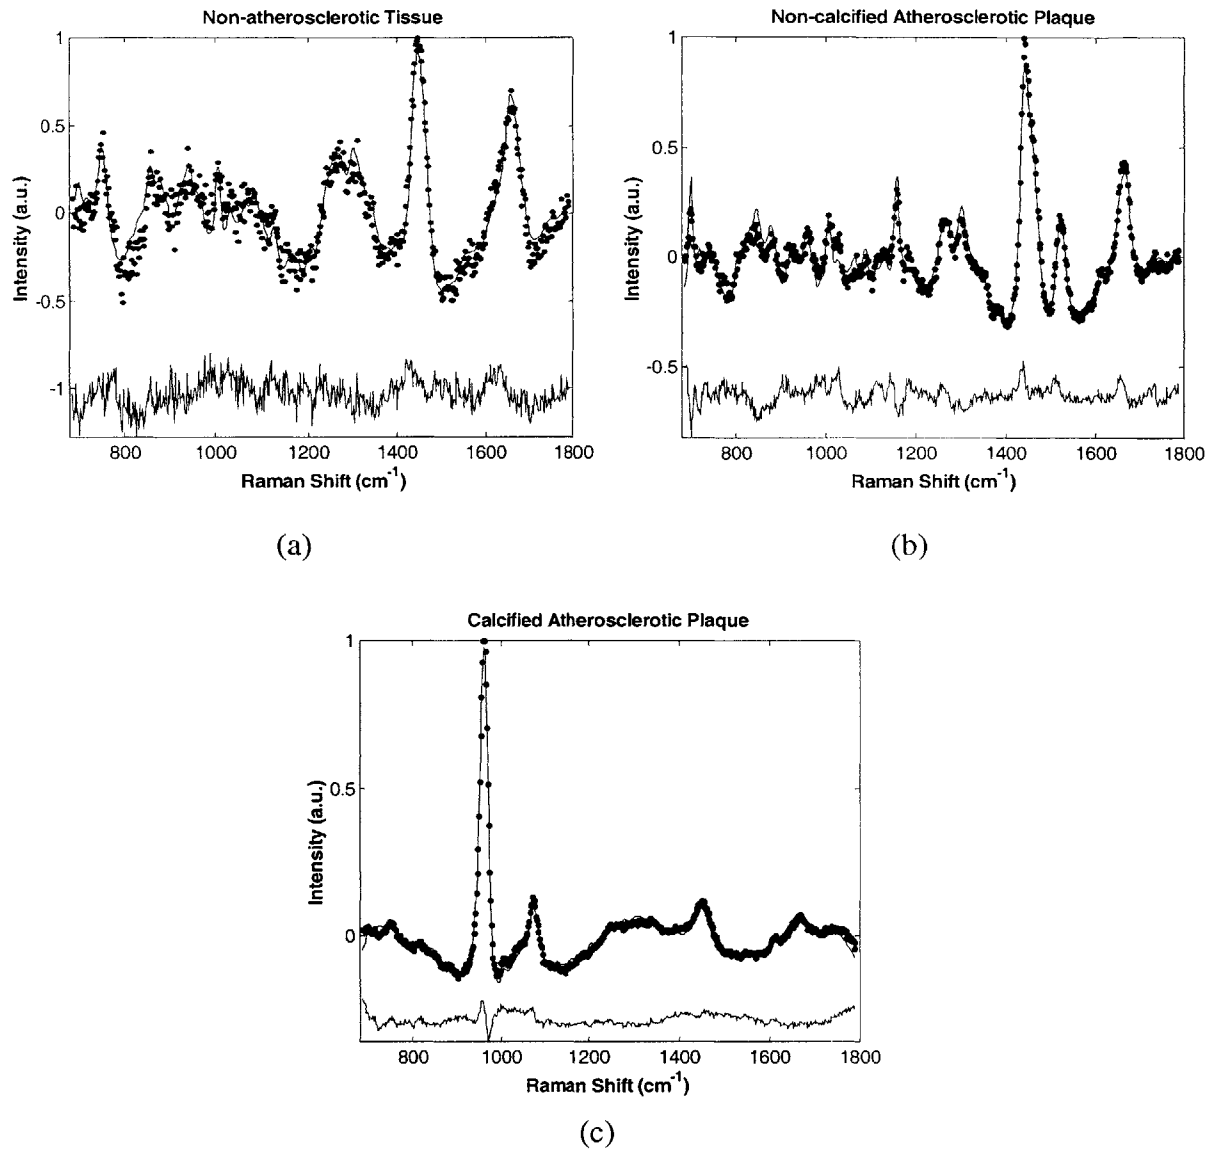 Non-atherosclerotic Tissue
1
0.5
0
-0.5
-1
Intensity (a.u.)
800 1000 1200 1400 1600 1800
Raman Shift (cm⁻¹)
(a)
Non-calcified Atherosclerotic Plaque
1
0.5
0
-0.5
Intensity (a.u.)
800 1000 1200 1400 1600 1800
Raman Shift (cm⁻¹)
(b)
Calcified Atherosclerotic Plaque
1
0.5
0
Intensity (a.u.)
800 1000 1200 1400 1600 1800
Raman Shift (cm⁻¹)
(c)